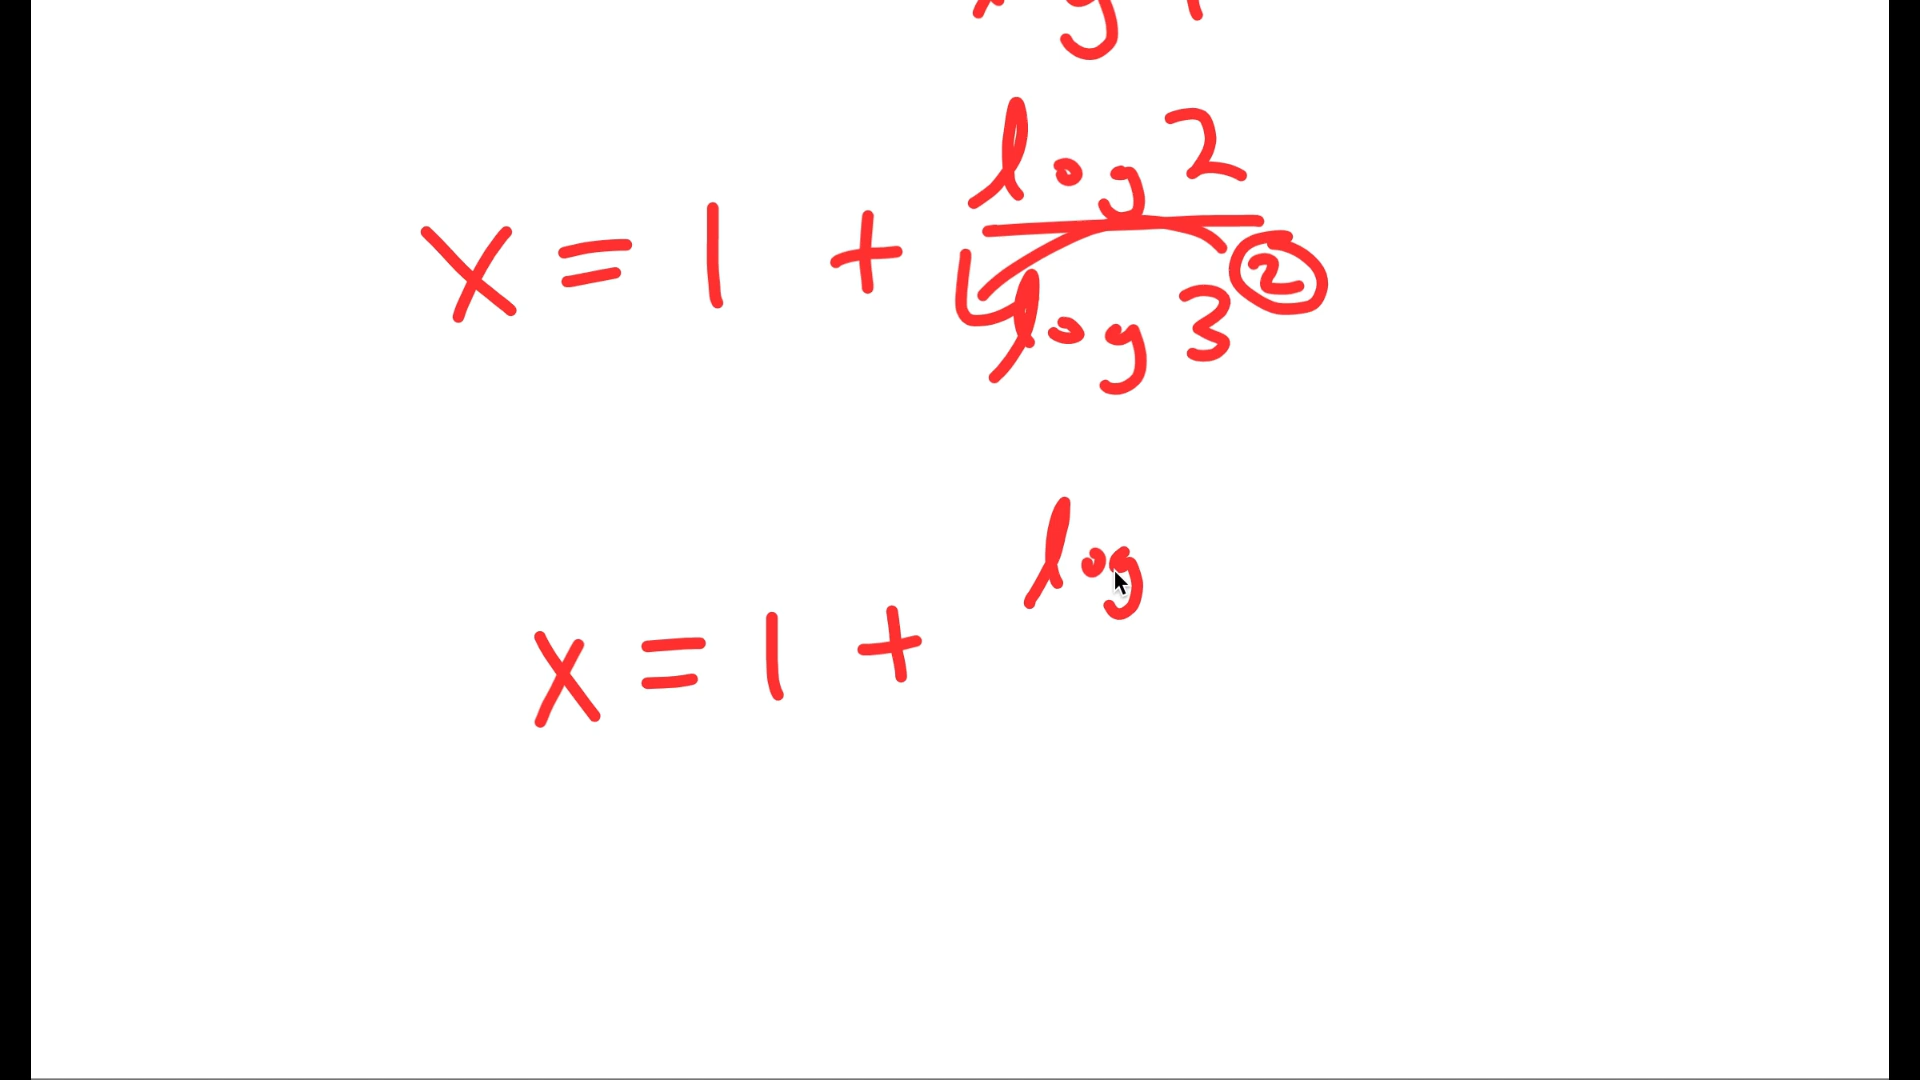 x = 1 + log 2 / log 3^2
x = 1 + log